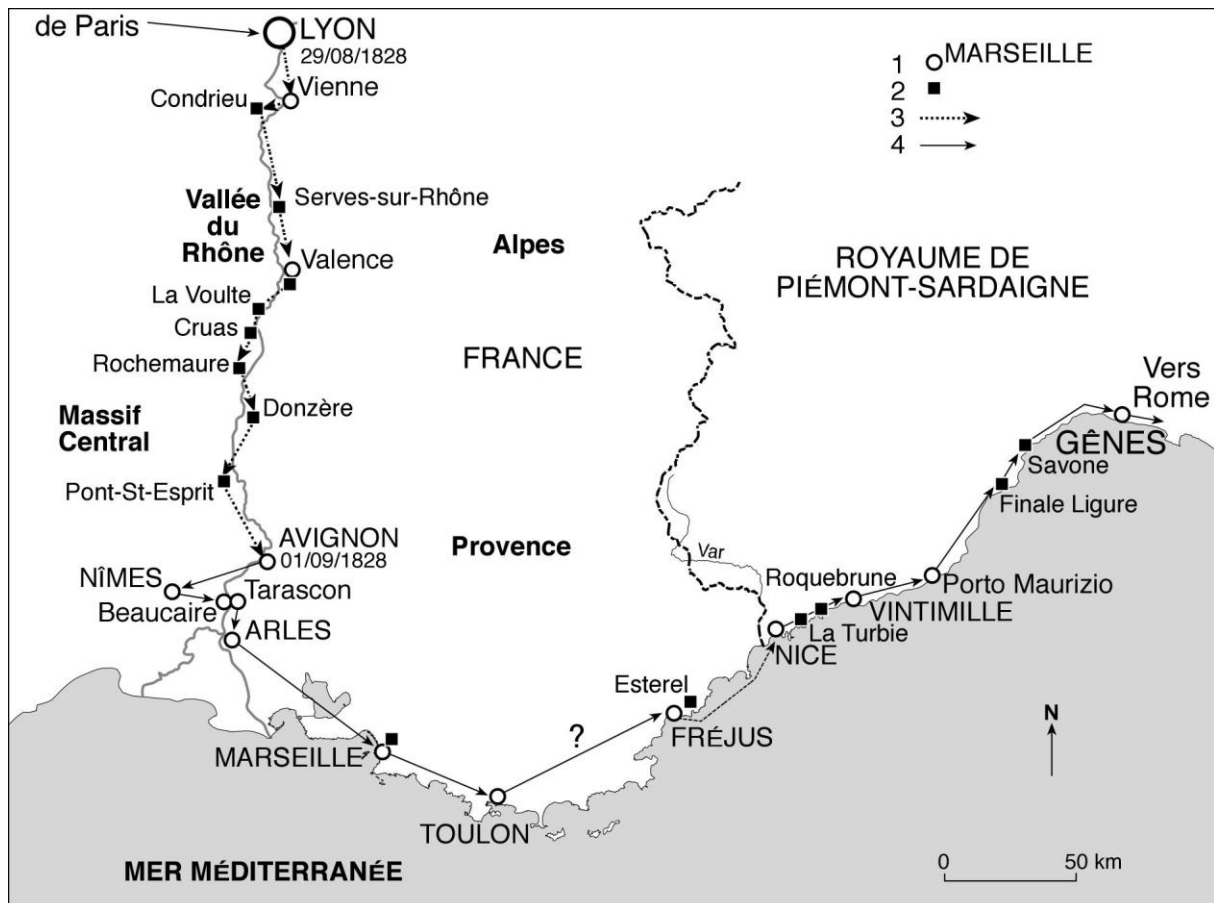 de Paris
LYON
29/08/1828
Vienne
Condrieu
1 MARSEILLE
2
3
4
Vallée
du
Rhône
Serves-sur-Rhône
Alpes
Valence
ROYAUME DE
PIÉMONT-SARDAIGNE
La Voulte
Cruas
Rochemaure
FRANCE
Vers
Rome
Massif
Central
Donzère
GÊNES
Savone
Pont-St-Esprit
Finale Ligure
AVIGNON
01/09/1828
Provence
Var
NÎMES
Tarascon
Beaucaire
Roquebrune
Porto Maurizio
VINTIMILLE
ARLES
La Turbie
NICE
Esterel
?
FRÉJUS
N
MARSEILLE
TOULON
MER MÉDITERRANÉE
0 50 km